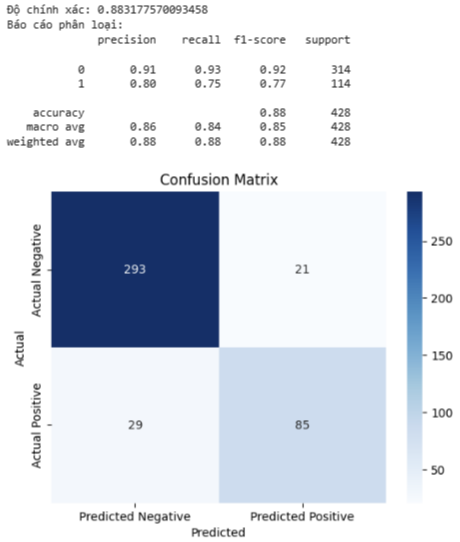 Độ chính xác: 0.883177570093458
Báo cáo phân loại:
precision recall f1-score support
0 0.91 0.93 0.92 314
1 0.80 0.75 0.77 114
accuracy 0.88 428
macro avg 0.86 0.84 0.85 428
weighted avg 0.88 0.88 0.88 428
Confusion Matrix
Actual
Actual Negative
293 21
Actual Positive
29 85
Predicted Negative Predicted Positive
Predicted
250
200
150
100
50